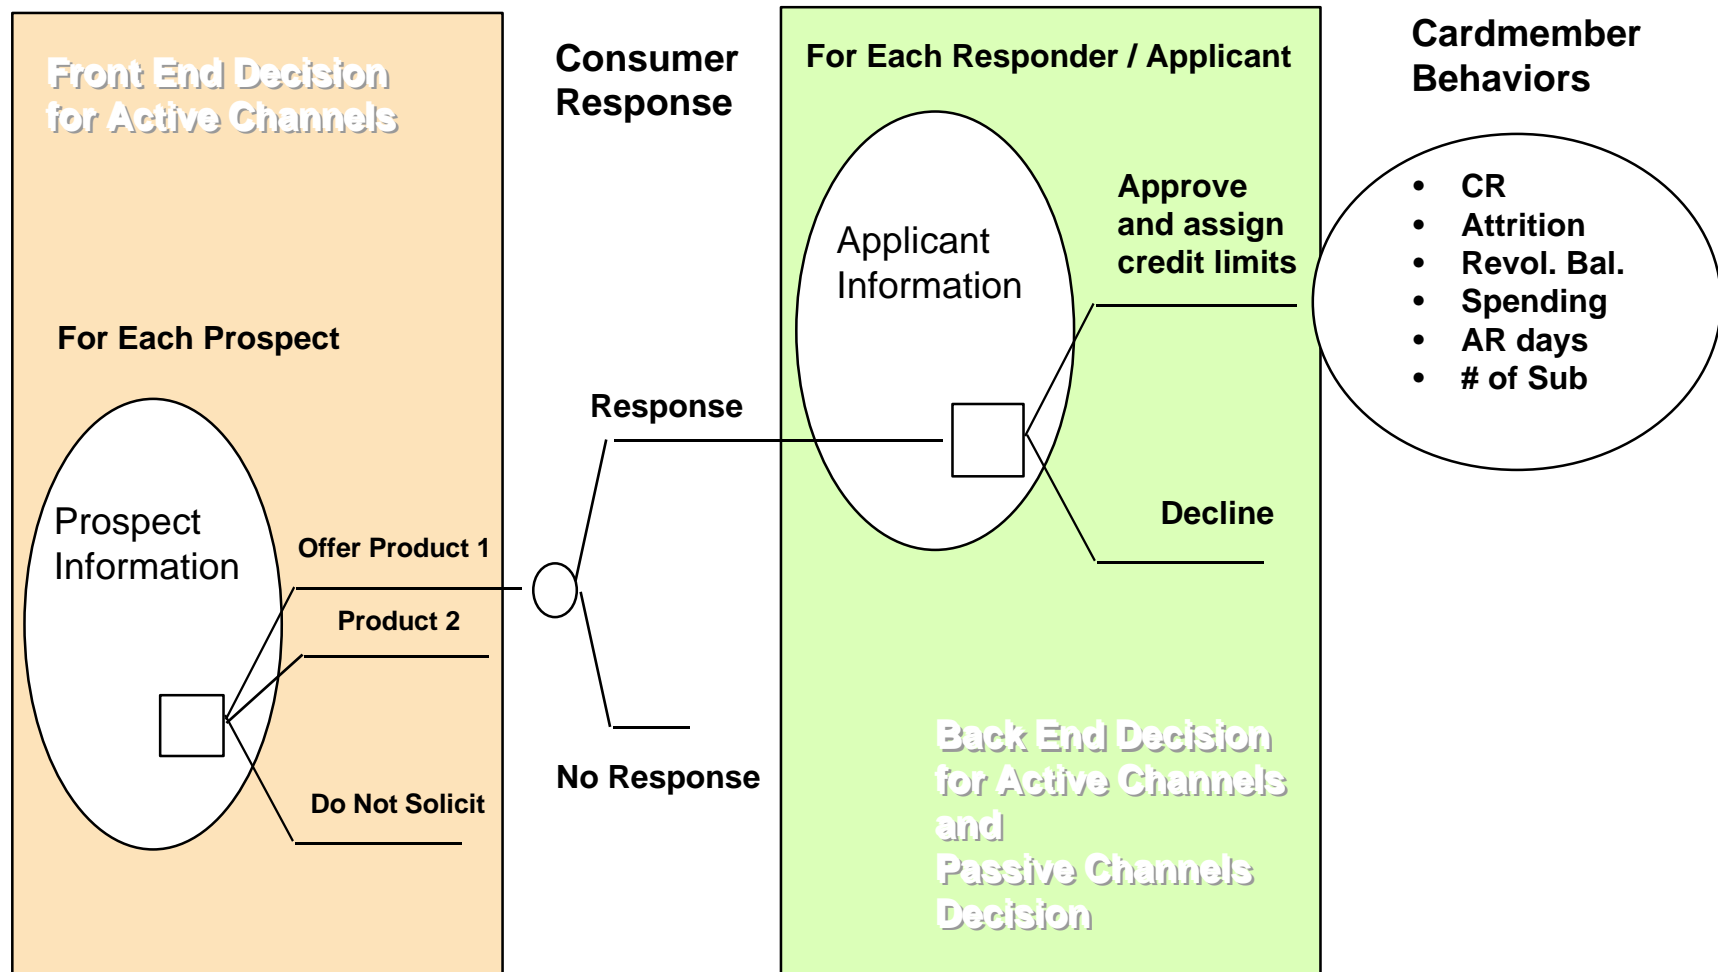 Front End Decision
for Active Channels
For Each Prospect
Prospect
Information
Offer Product 1
Product 2
Do Not Solicit
Consumer
Response
Response
No Response
For Each Responder / Applicant
Applicant
Information
Approve
and assign
credit limits
Decline
Back End Decision
for Active Channels
and
Passive Channels
Decision
Cardmember
Behaviors
• CR
• Attrition
• Revol. Bal.
• Spending
• AR days
• # of Sub